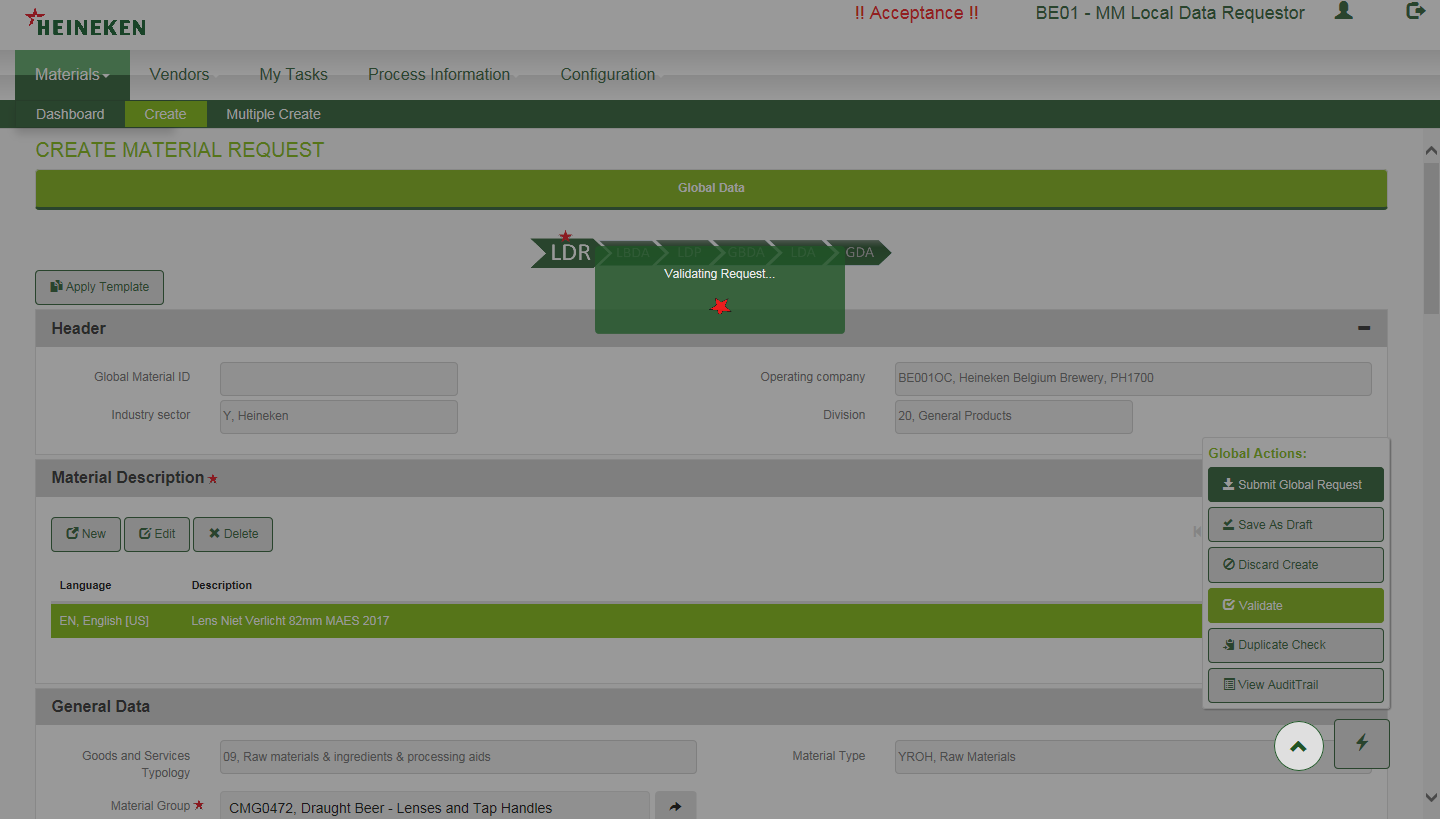 HEINEKEN
!! Acceptance !!
BE01 - MM Local Data Requestor
Materials
Vendors
My Tasks
Process Information
Configuration
Dashboard
Create
Multiple Create
CREATE MATERIAL REQUEST
Global Data
LDR
LBDA
LDP
GBDA
LDA
GDA
Validating Request...
Apply Template
Header
Global Material ID
Operating company
BE001OC, Heineken Belgium Brewery, PH1700
Industry sector
Y, Heineken
Division
20, General Products
Material Description
Global Actions:
Submit Global Request
Save As Draft
Discard Create
Validate
Duplicate Check
View AuditTrail
New
Edit
Delete
Language
Description
EN, English [US]
Lens Niet Verlicht 82mm MAES 2017
General Data
Goods and Services
Typology
09, Raw materials & ingredients & processing aids
Material Type
YROH, Raw Materials
Material Group
CMG0472, Draught Beer - Lenses and Tap Handles